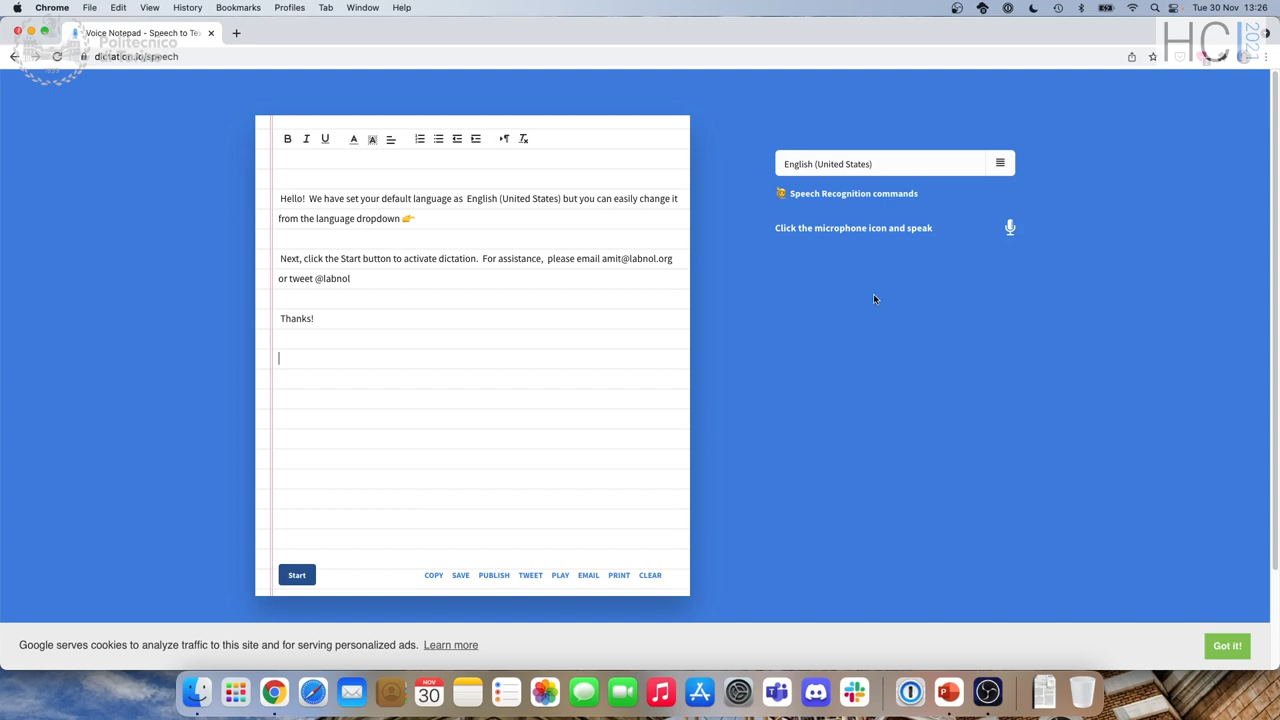 Chrome File Edit View History Bookmarks Profiles Tab Window Help
Tue 30 Nov 13:26
Voice Notepad - Speech to Te
Politecnico
di Torino
HCI 2021
dictation.io/speech
B I U
Hello! We have set your default language as English (United States) but you can easily change it
from the language dropdown 👉
Next, click the Start button to activate dictation. For assistance, please email amit@labnol.org
or tweet @labnol
Thanks!
Start
COPY SAVE PUBLISH TWEET PLAY EMAIL PRINT CLEAR
English (United States)
Speech Recognition commands
Click the microphone icon and speak
Google serves cookies to analyze traffic to this site and for serving personalized ads. Learn more
Got it!
NOV
30